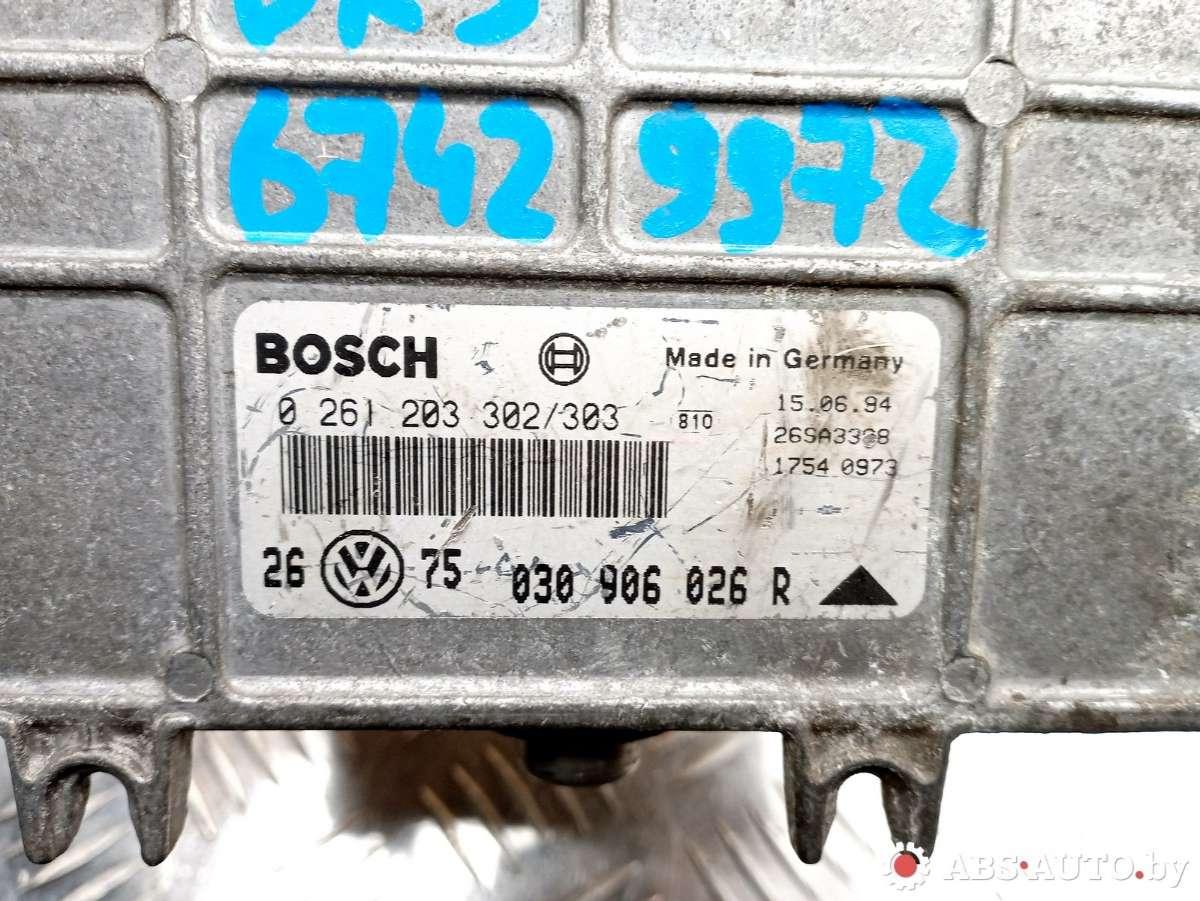 6742 9972
BOSCH Made in Germany
0 261 203 302/303 810 15.06.94
1754 0973
26 75 030 906 026 R
ABS-AUTO.by